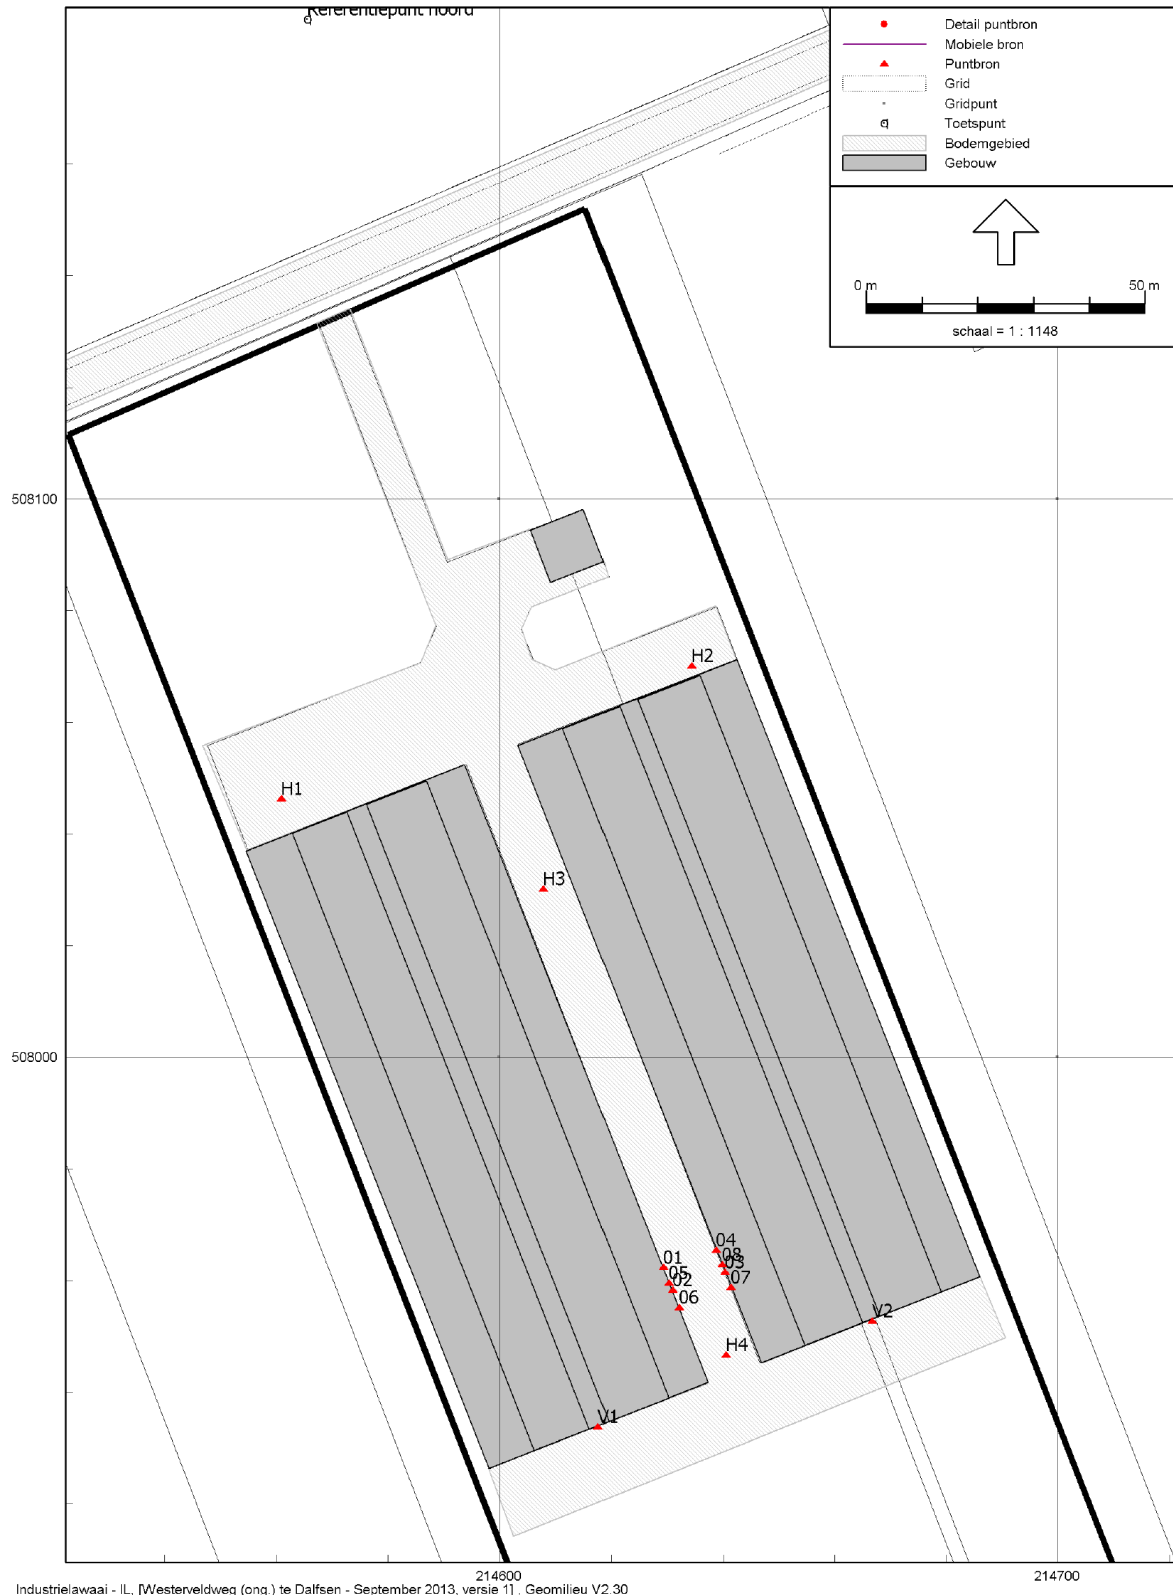 Referentiepunt noord
Detail puntbron
Mobiele bron
Puntbron
Grid
Gridpunt
Toetspunt
Bodemgebied
Gebouw
0 m 50 m
schaal = 1 : 1148
508100
H2
H1
H3
508000
04
01
08
03
05
02
07
06
V2
H4
V1
214600 214700
Industrielawaai - IL, [Westerveldweg (ong.) te Dalfsen - September 2013, versie 1] , Geomilieu V2.30